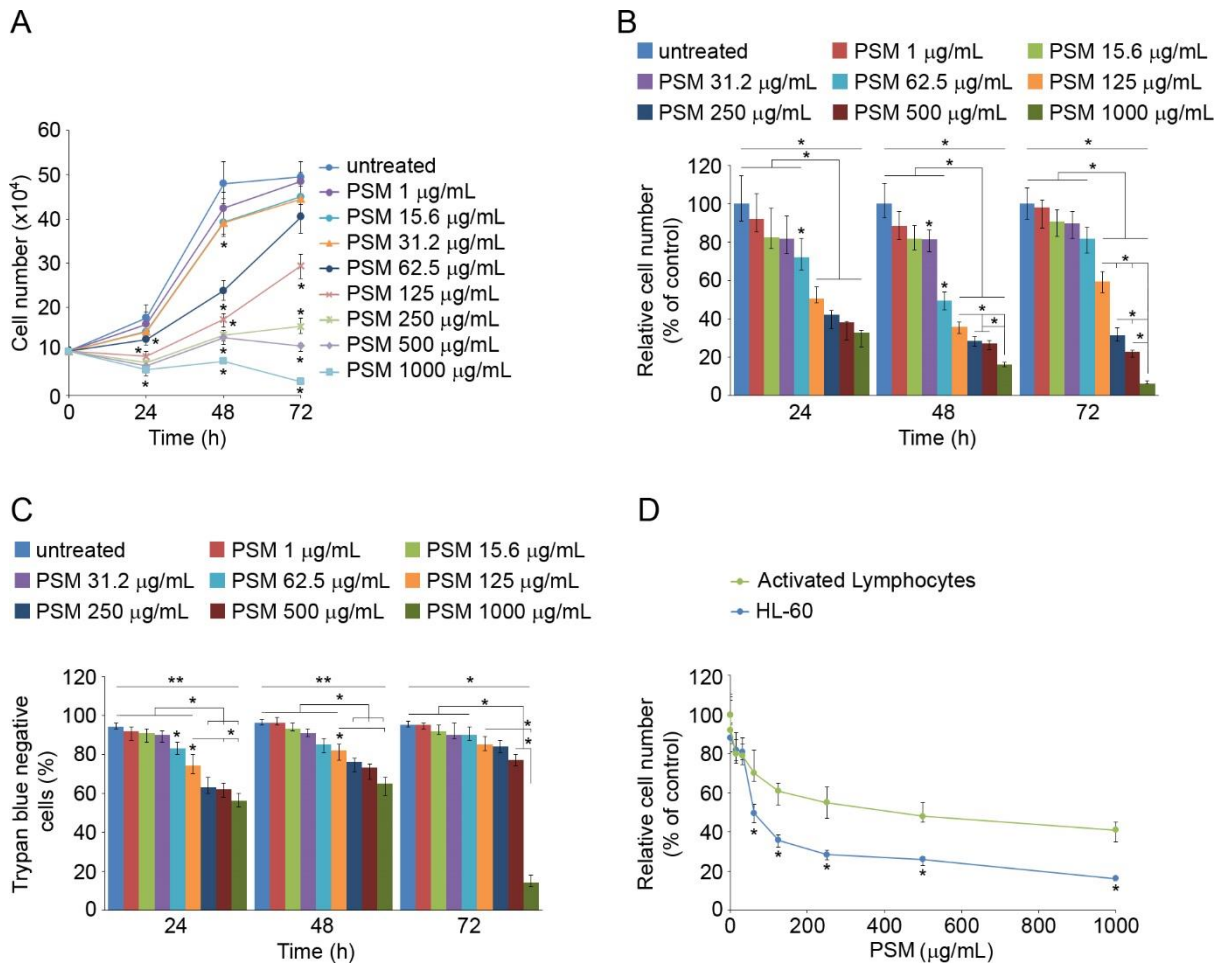 A
Cell number (x10⁴)
60
50
40
30
20
10
0
0 24 48 72
Time (h)
untreated
PSM 1 µg/mL
PSM 15.6 µg/mL
PSM 31.2 µg/mL
PSM 62.5 µg/mL
PSM 125 µg/mL
PSM 250 µg/mL
PSM 500 µg/mL
PSM 1000 µg/mL
* * * * * * * * * * *
B
untreated PSM 1 µg/mL PSM 15.6 µg/mL
PSM 31.2 µg/mL PSM 62.5 µg/mL PSM 125 µg/mL
PSM 250 µg/mL PSM 500 µg/mL PSM 1000 µg/mL
Relative cell number
(% of control)
120
100
80
60
40
20
0
* * *
* * *
* * * * * * * *
24 48 72
Time (h)
C
untreated PSM 1 µg/mL PSM 15.6 µg/mL
PSM 31.2 µg/mL PSM 62.5 µg/mL PSM 125 µg/mL
PSM 250 µg/mL PSM 500 µg/mL PSM 1000 µg/mL
Trypan blue negative
cells (%)
120
100
80
60
40
20
0
** ** *
* * *
* * * * * *
24 48 72
Time (h)
D
Activated Lymphocytes
HL-60
Relative cell number
(% of control)
120
100
80
60
40
20
0
* * * * *
0 200 400 600 800 1000
PSM (µg/mL)